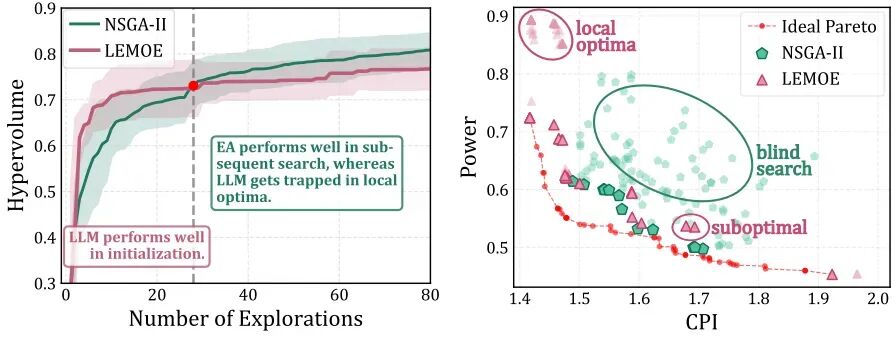 0.9
0.8
0.7
0.6
0.5
0.4
0.3
Hypervolume
NSGA-II
LEMOE
EA performs well in sub-
sequent search, whereas
LLM gets trapped in local
optima.
LLM performs well
in initialization.
0 20 40 60 80
Number of Explorations
0.9
0.8
0.7
0.6
0.5
Power
local
optima
Ideal Pareto
NSGA-II
LEMOE
blind
search
suboptimal
1.4 1.5 1.6 1.7 1.8 1.9 2.0
CPI